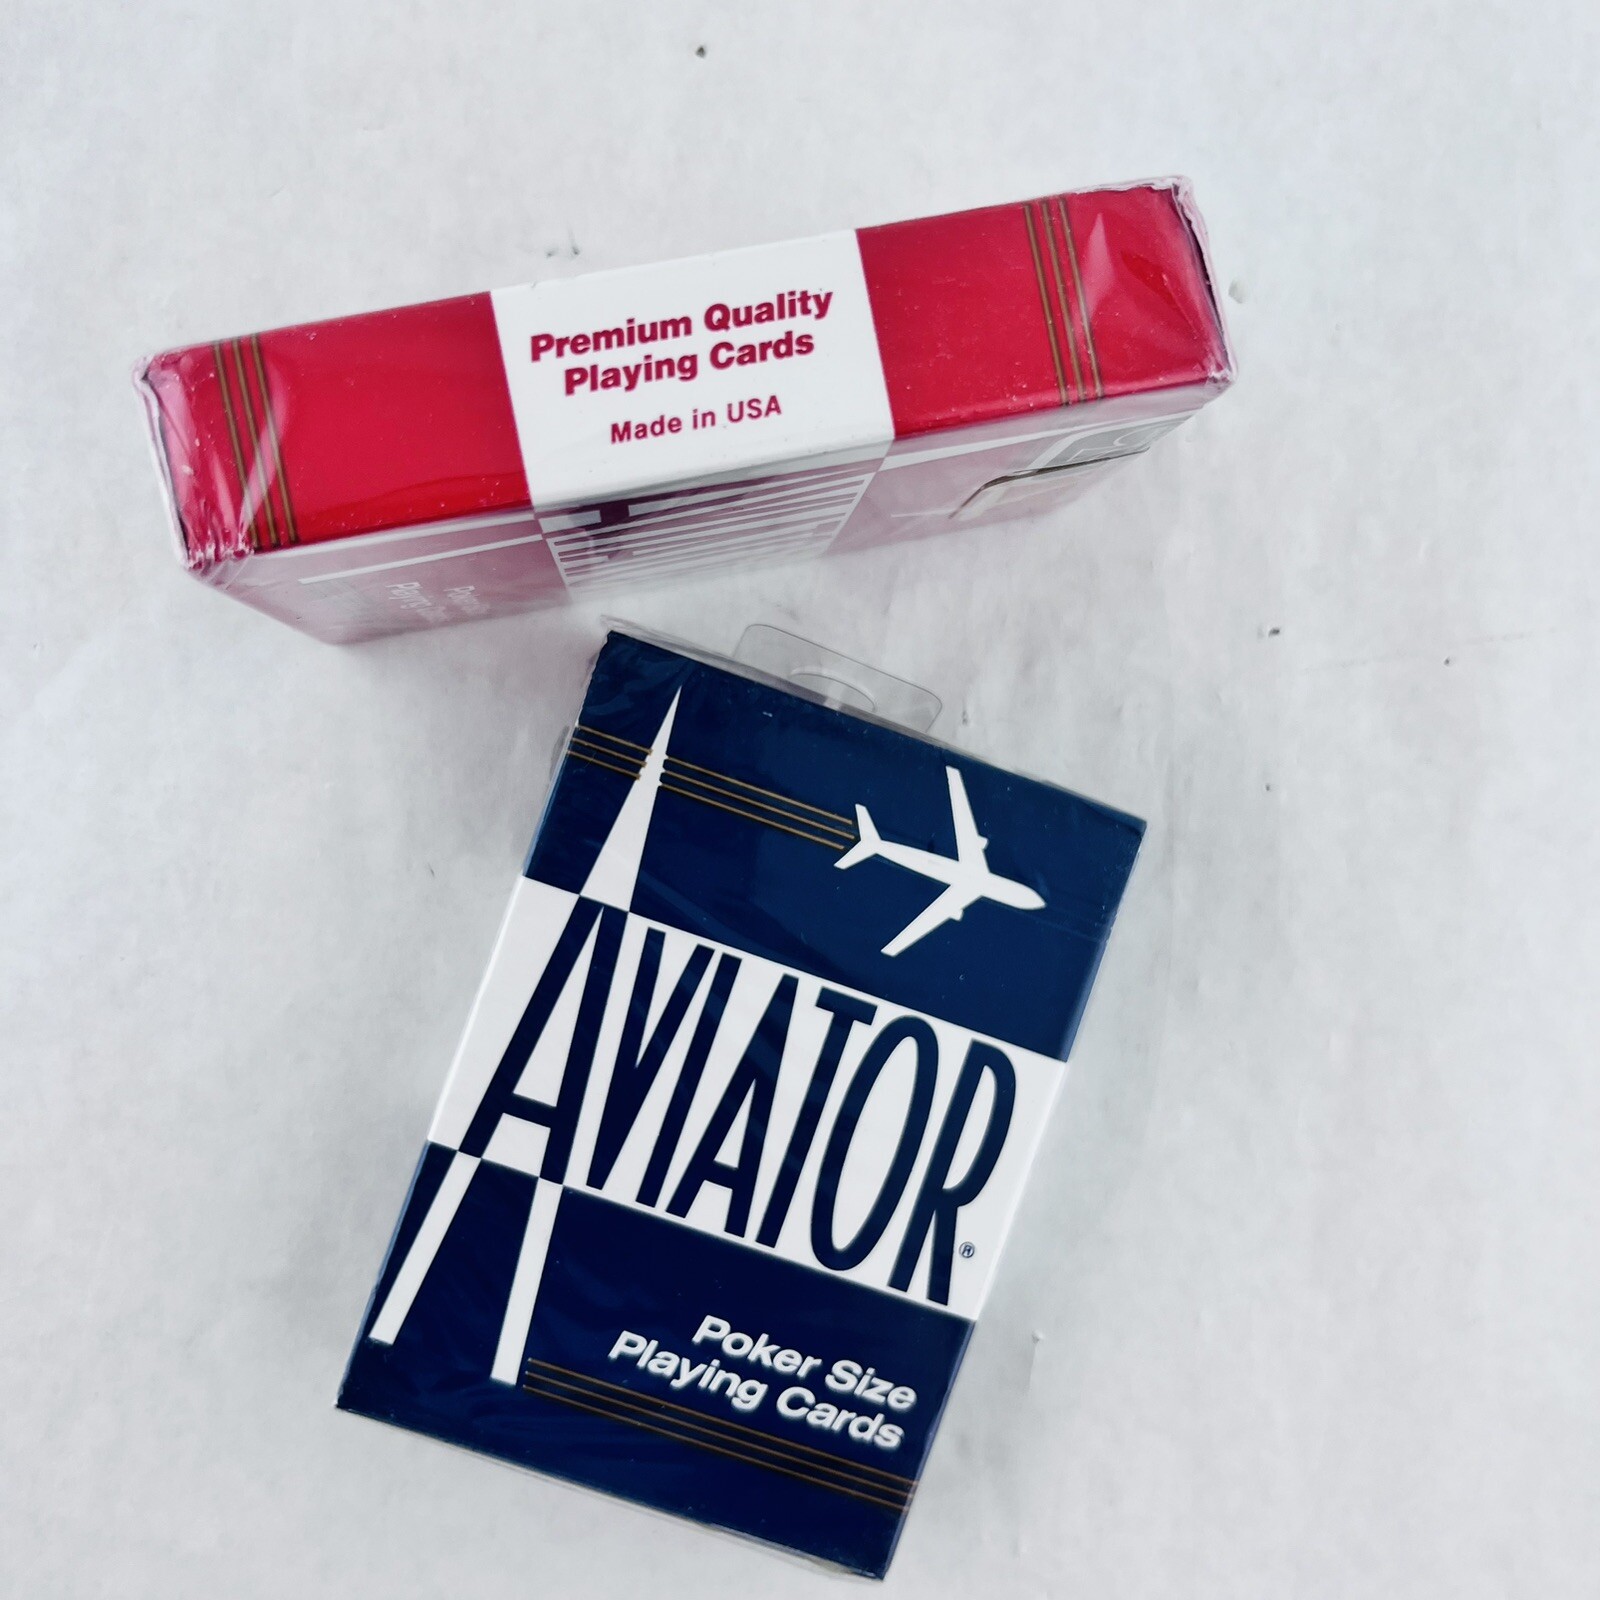 Premium Quality
Playing Cards
Made in USA
AVIATOR®
Poker Size
Playing Cards